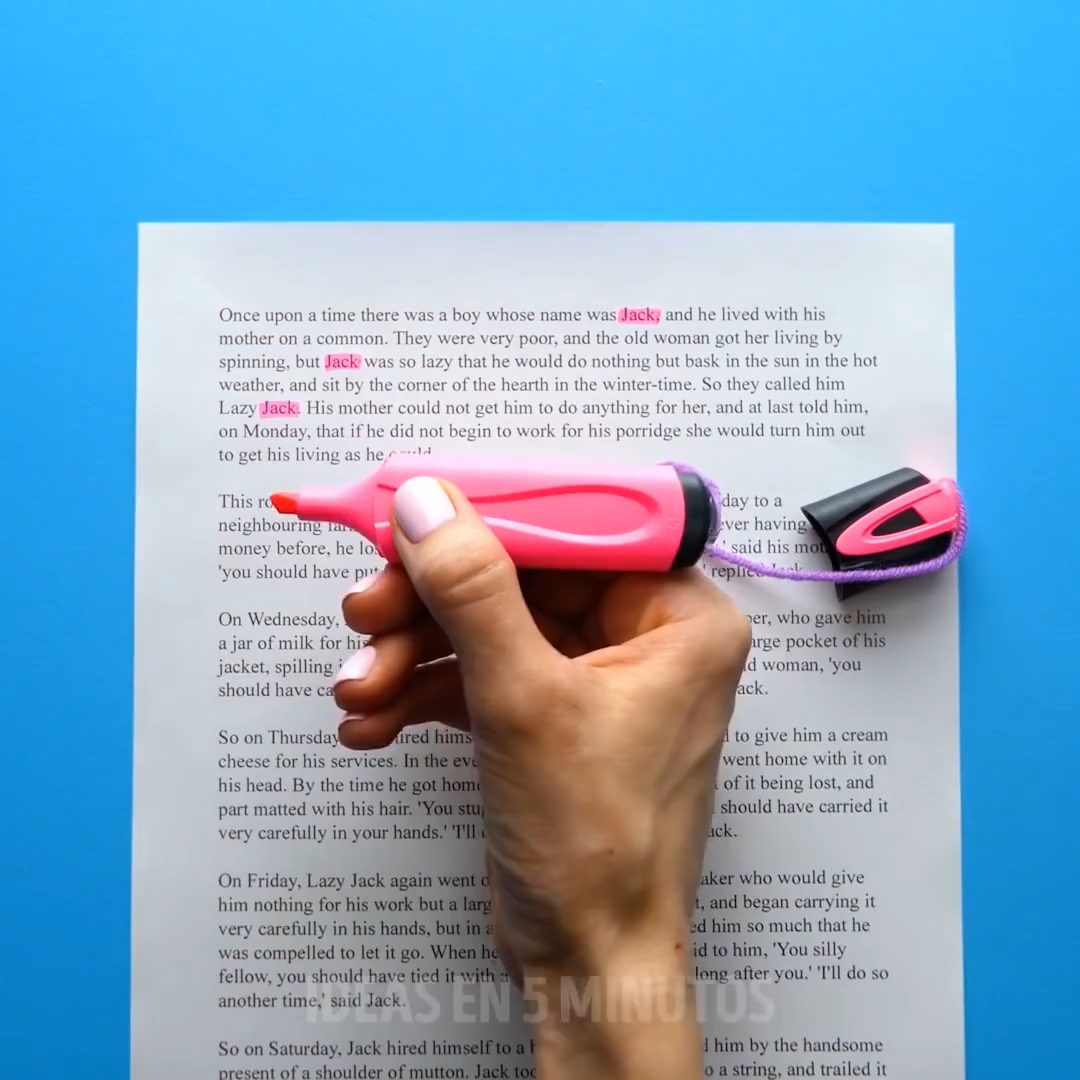 Once upon a time there was a boy whose name was Jack, and he lived with his
mother on a common. They were very poor, and the old woman got her living by
spinning, but Jack was so lazy that he would do nothing but bask in the sun in the hot
weather, and sit by the corner of the hearth in the winter-time. So they called him
Lazy Jack. His mother could not get him to do anything for her, and at last told him,
on Monday, that if he did not begin to work for his porridge she would turn him out
to get his living as he could
This day to a
neighbouring ever having
money before, he said his
'you should have replied Jack
On Wednesday, who gave him
a jar of milk for large pocket of his
jacket, spilling woman, 'you
should have
So on Thursday to give him a cream
cheese for his services. In the went home with it on
his head. By the time he got of it being lost, and
part matted with his hair. 'You should have carried it
very carefully in your hands.' 'I'll
On Friday, Lazy Jack again went who would give
him nothing for his work but a and began carrying it
very carefully in his hands, but in him so much that he
was compelled to let it go. When to him, 'You silly
fellow, you should have tied it with along after you.' 'I'll do so
another time,' said Jack.
IDEAS EN 5 MINUTOS
So on Saturday, Jack hired himself to a him by the handsome
present of a shoulder of mutton. Jack to a string, and trailed it